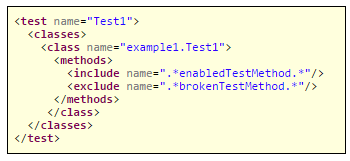 <test name="Test1">
  <classes>
    <class name="example1.Test1">
      <methods>
        <include name=".*enabledTestMethod.*"/>
        <exclude name=".*brokenTestMethod.*"/>
      </methods>
     </class>
  </classes>
</test>